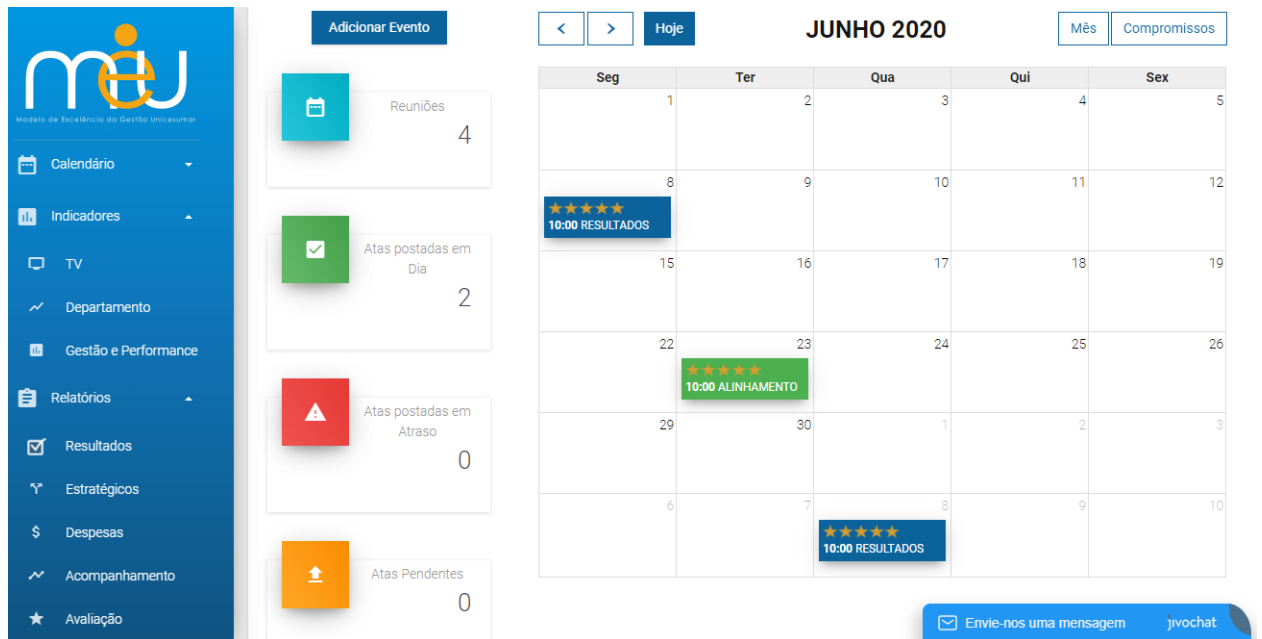 meu
Modelo de Excelência da Gestão Unicesumar
Calendário
Indicadores
TV
Departamento
Gestão e Performance
Relatórios
Resultados
Estratégicos
Despesas
Acompanhamento
Avaliação
Adicionar Evento
Reuniões
4
Atas postadas em
Dia
2
Atas postadas em
Atraso
0
Atas Pendentes
0
Hoje
JUNHO 2020
Mês Compromissos
Seg Ter Qua Qui Sex
1 2 3 4 5
8 9 10 11 12
10:00 RESULTADOS
15 16 17 18 19
22 23 24 25 26
10:00 ALINHAMENTO
29 30 1 2 3
6 7 8 9 10
10:00 RESULTADOS
Envie-nos uma mensagem jivochat